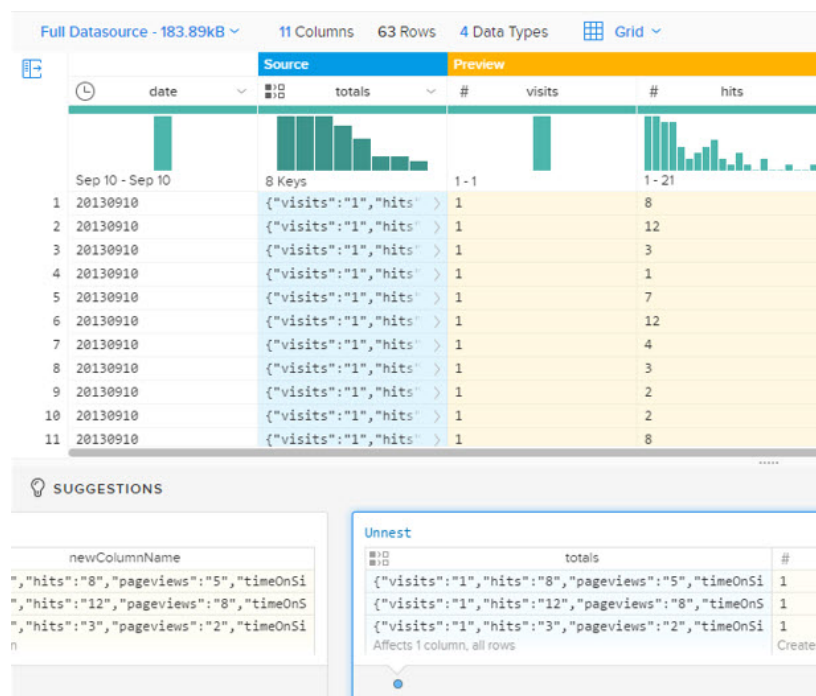 Full Datasource - 183.89kB 11 Columns 63 Rows 4 Data Types Grid
Source Preview
date totals # visits # hits
Sep 10 - Sep 10 8 Keys 1 - 1 1 - 21
1 20130910 {"visits":"1","hits" 1 8
2 20130910 {"visits":"1","hits" 1 12
3 20130910 {"visits":"1","hits" 1 3
4 20130910 {"visits":"1","hits" 1 1
5 20130910 {"visits":"1","hits" 1 7
6 20130910 {"visits":"1","hits" 1 12
7 20130910 {"visits":"1","hits" 1 4
8 20130910 {"visits":"1","hits" 1 3
9 20130910 {"visits":"1","hits" 1 2
10 20130910 {"visits":"1","hits" 1 2
11 20130910 {"visits":"1","hits" 1 8
SUGGESTIONS
newColumnName
","hits":"8","pageviews":"5","timeOnSi
","hits":"12","pageviews":"8","timeOnS
","hits":"3","pageviews":"2","timeOnSi
n
Unnest
totals #
{"visits":"1","hits":"8","pageviews":"5","timeOnSi 1
{"visits":"1","hits":"12","pageviews":"8","timeOnS 1
{"visits":"1","hits":"3","pageviews":"2","timeOnSi 1
Affects 1 column, all rows Create